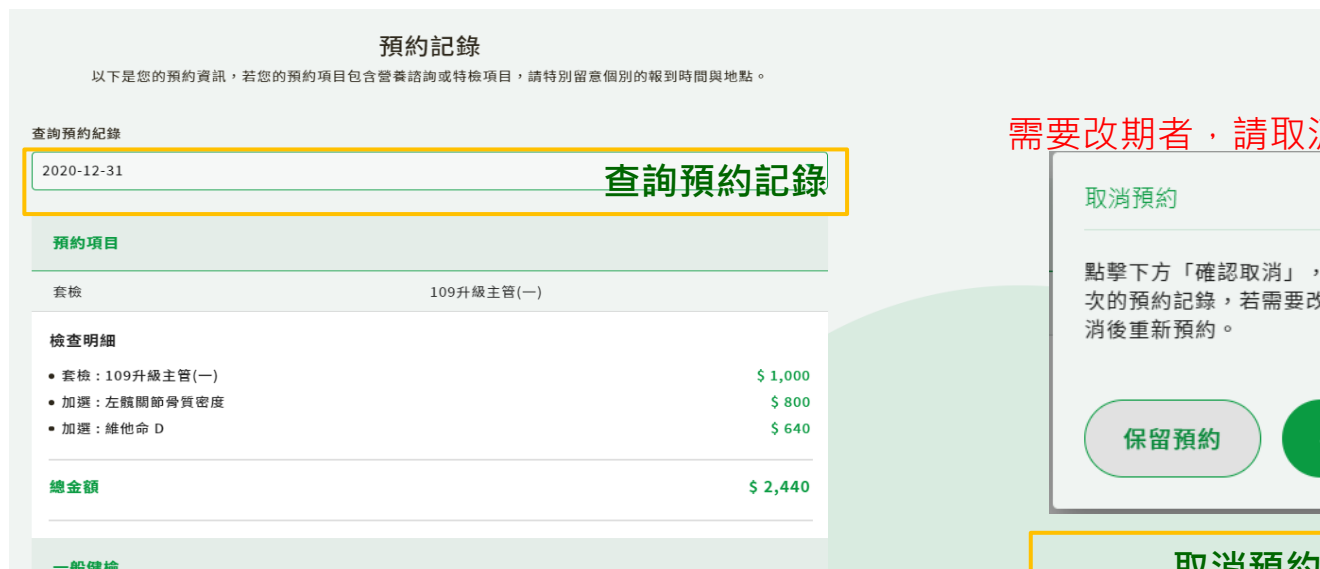 預約記錄
以下是您的預約資訊，若您的預約項目包含營養諮詢或特檢項目，請特別留意個別的報到時間與地點。
查詢預約紀錄
2020-12-31
查詢預約記錄
預約項目
套檢 109升級主管(一)
檢查明細
• 套檢：109升級主管(一) $ 1,000
• 加選：左髖關節骨質密度 $ 800
• 加選：維他命 D $ 640
總金額 $ 2,440
一般健檢
需要改期者，請取
取消預約
點擊下方「確認取消」，
次的預約記錄，若需要改
消後重新預約。
保留預約
取消預約